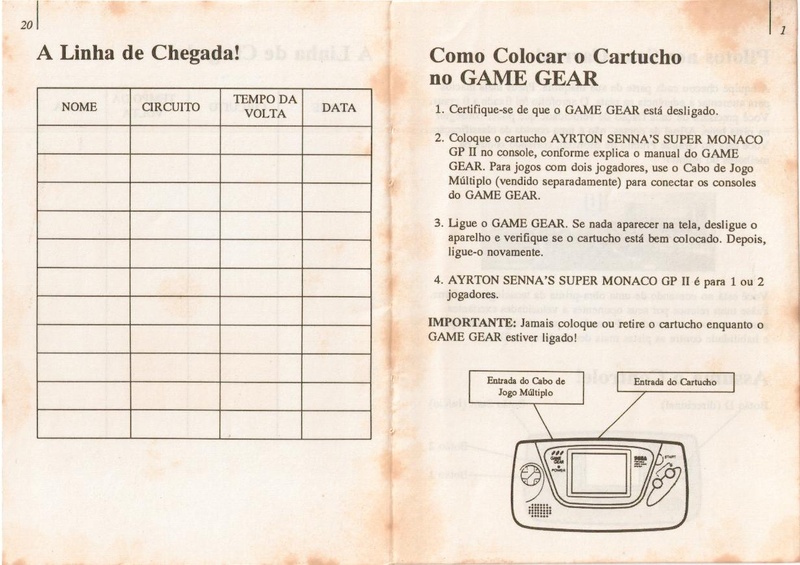 20
A Linha de Chegada!
NOME CIRCUITO TEMPO DA VOLTA DATA
1
Como Colocar o Cartucho
no GAME GEAR
1. Certifique-se de que o GAME GEAR está desligado.
2. Coloque o cartucho AYRTON SENNA'S SUPER MONACO
GP II no console, conforme explica o manual do GAME
GEAR. Para jogos com dois jogadores, use o Cabo de Jogo
Múltiplo (vendido separadamente) para conectar os consoles
do GAME GEAR.
3. Ligue o GAME GEAR. Se nada aparecer na tela, desligue o
aparelho e verifique se o cartucho está bem colocado. Depois,
ligue-o novamente.
4. AYRTON SENNA'S SUPER MONACO GP II é para 1 ou 2
jogadores.
IMPORTANTE: Jamais coloque ou retire o cartucho enquanto o
GAME GEAR estiver ligado!
Entrada do Cabo de
Jogo Múltiplo
Entrada do Cartucho
GAME
GEAR
POWER
SEGA
START